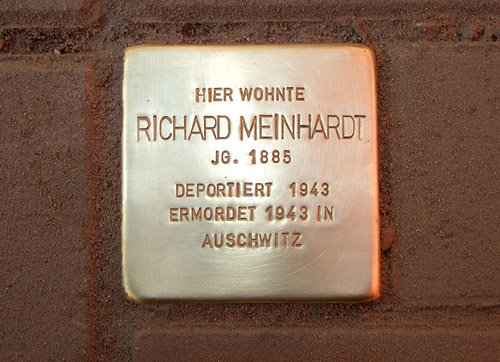 HIER WOHNTE
RICHARD MEINHARDT
JG. 1885
DEPORTIERT 1943
ERMORDET 1943 IN
AUSCHWITZ